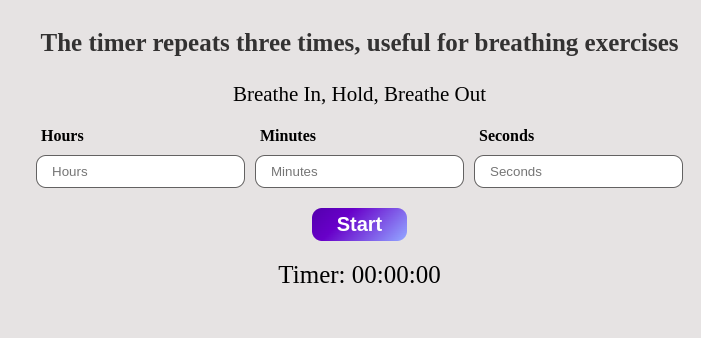 The timer repeats three times, useful for breathing exercises
Breathe In, Hold, Breathe Out
Hours Minutes Seconds
Hours Minutes Seconds
Start
Timer: 00:00:00